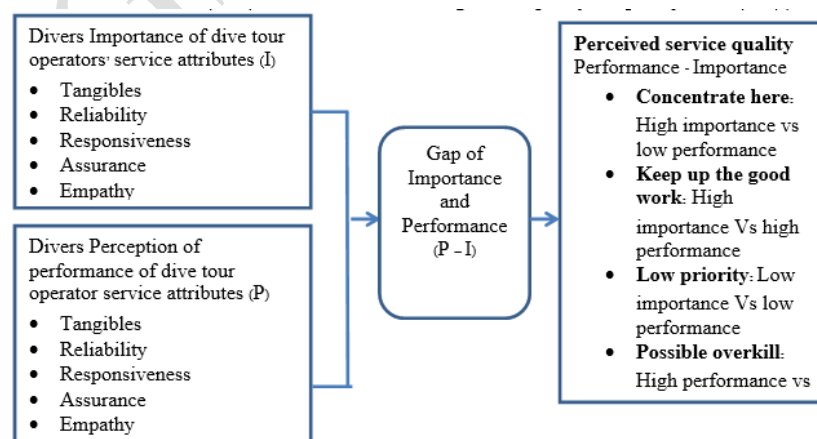 Divers Importance of dive tour
operators' service attributes (I)
• Tangibles
• Reliability
• Responsiveness
• Assurance
• Empathy
Divers Perception of
performance of dive tour
operator service attributes (P)
• Tangibles
• Reliability
• Responsiveness
• Assurance
• Empathy
Gap of
Importance
and
Performance
(P – I)
Perceived service quality
Performance - Importance
• Concentrate here:
High importance vs
low performance
• Keep up the good
work: High
importance Vs high
performance
• Low priority: Low
importance Vs low
performance
• Possible overkill:
High performance vs